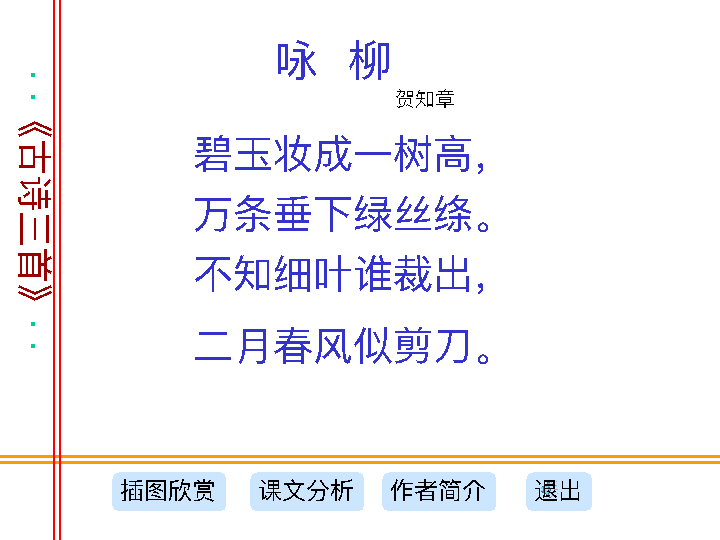 咏 柳
贺知章
碧玉妆成一树高，
万条垂下绿丝绦。
不知细叶谁裁出，
二月春风似剪刀。
：《古诗三首》：
插图欣赏 课文分析 作者简介 退出